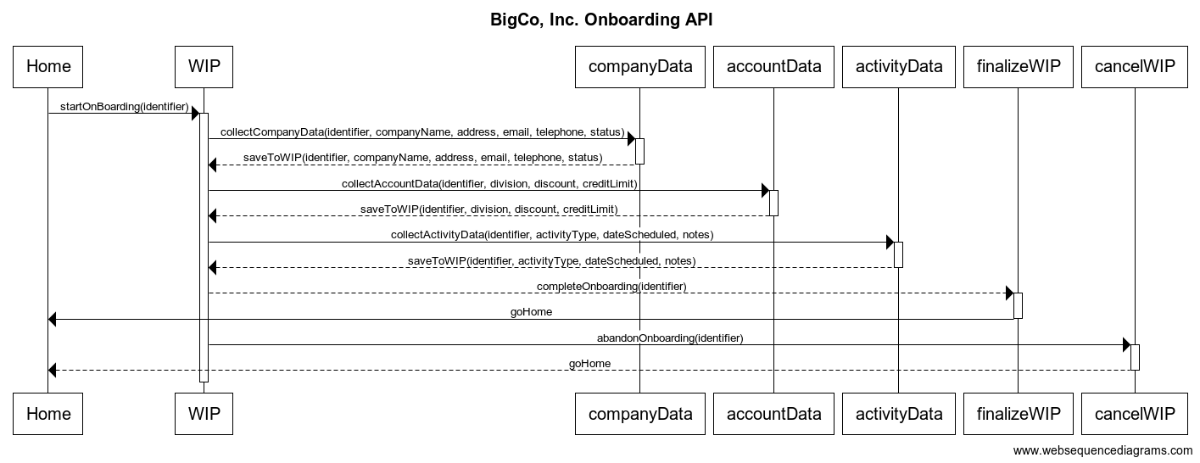 BigCo, Inc. Onboarding API
Home WIP companyData accountData activityData finalizeWIP cancelWIP
startOnBoarding(identifier)
collectCompanyData(identifier, companyName, address, email, telephone, status)
saveToWIP(identifier, companyName, address, email, telephone, status)
collectAccountData(identifier, division, discount, creditLimit)
saveToWIP(identifier, division, discount, creditLimit)
collectActivityData(identifier, activityType, dateScheduled, notes)
saveToWIP(identifier, activityType, dateScheduled, notes)
completeOnboarding(identifier)
goHome
abandonOnboarding(identifier)
goHome
Home WIP companyData accountData activityData finalizeWIP cancelWIP
www.websequencediagrams.com